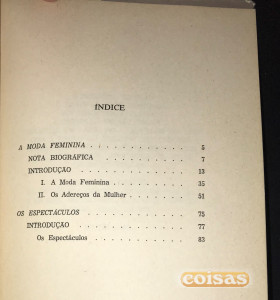 ÍNDICE
A MODA FEMININA . . . . . . . . . . . 5
NOTA BIOGRÁFICA . . . . . . . . . . 7
INTRODUÇÃO . . . . . . . . . . . 13
I. A Moda Feminina . . . . . . . . . 35
II. Os Adereços da Mulher . . . . . . . 51
OS ESPECTÁCULOS . . . . . . . . . . . 75
INTRODUÇÃO . . . . . . . . . . . 77
Os Espectáculos . . . . . . . . . . 83
coisas